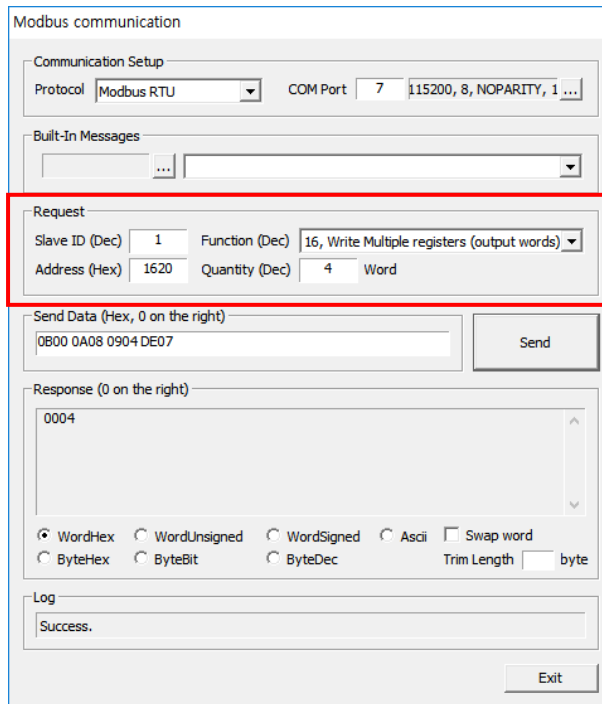 Modbus communication
Communication Setup
Protocol Modbus RTU COM Port 7 115200, 8, NOPARITY, 1 ...
Built-In Messages
...
Request
Slave ID (Dec) 1 Function (Dec) 16, Write Multiple registers (output words)
Address (Hex) 1620 Quantity (Dec) 4 Word
Send Data (Hex, 0 on the right)
0B00 0A08 0904 DE07
Send
Response (0 on the right)
0004
WordHex WordUnsigned WordSigned Ascii Swap word
ByteHex ByteBit ByteDec Trim Length byte
Log
Success.
Exit